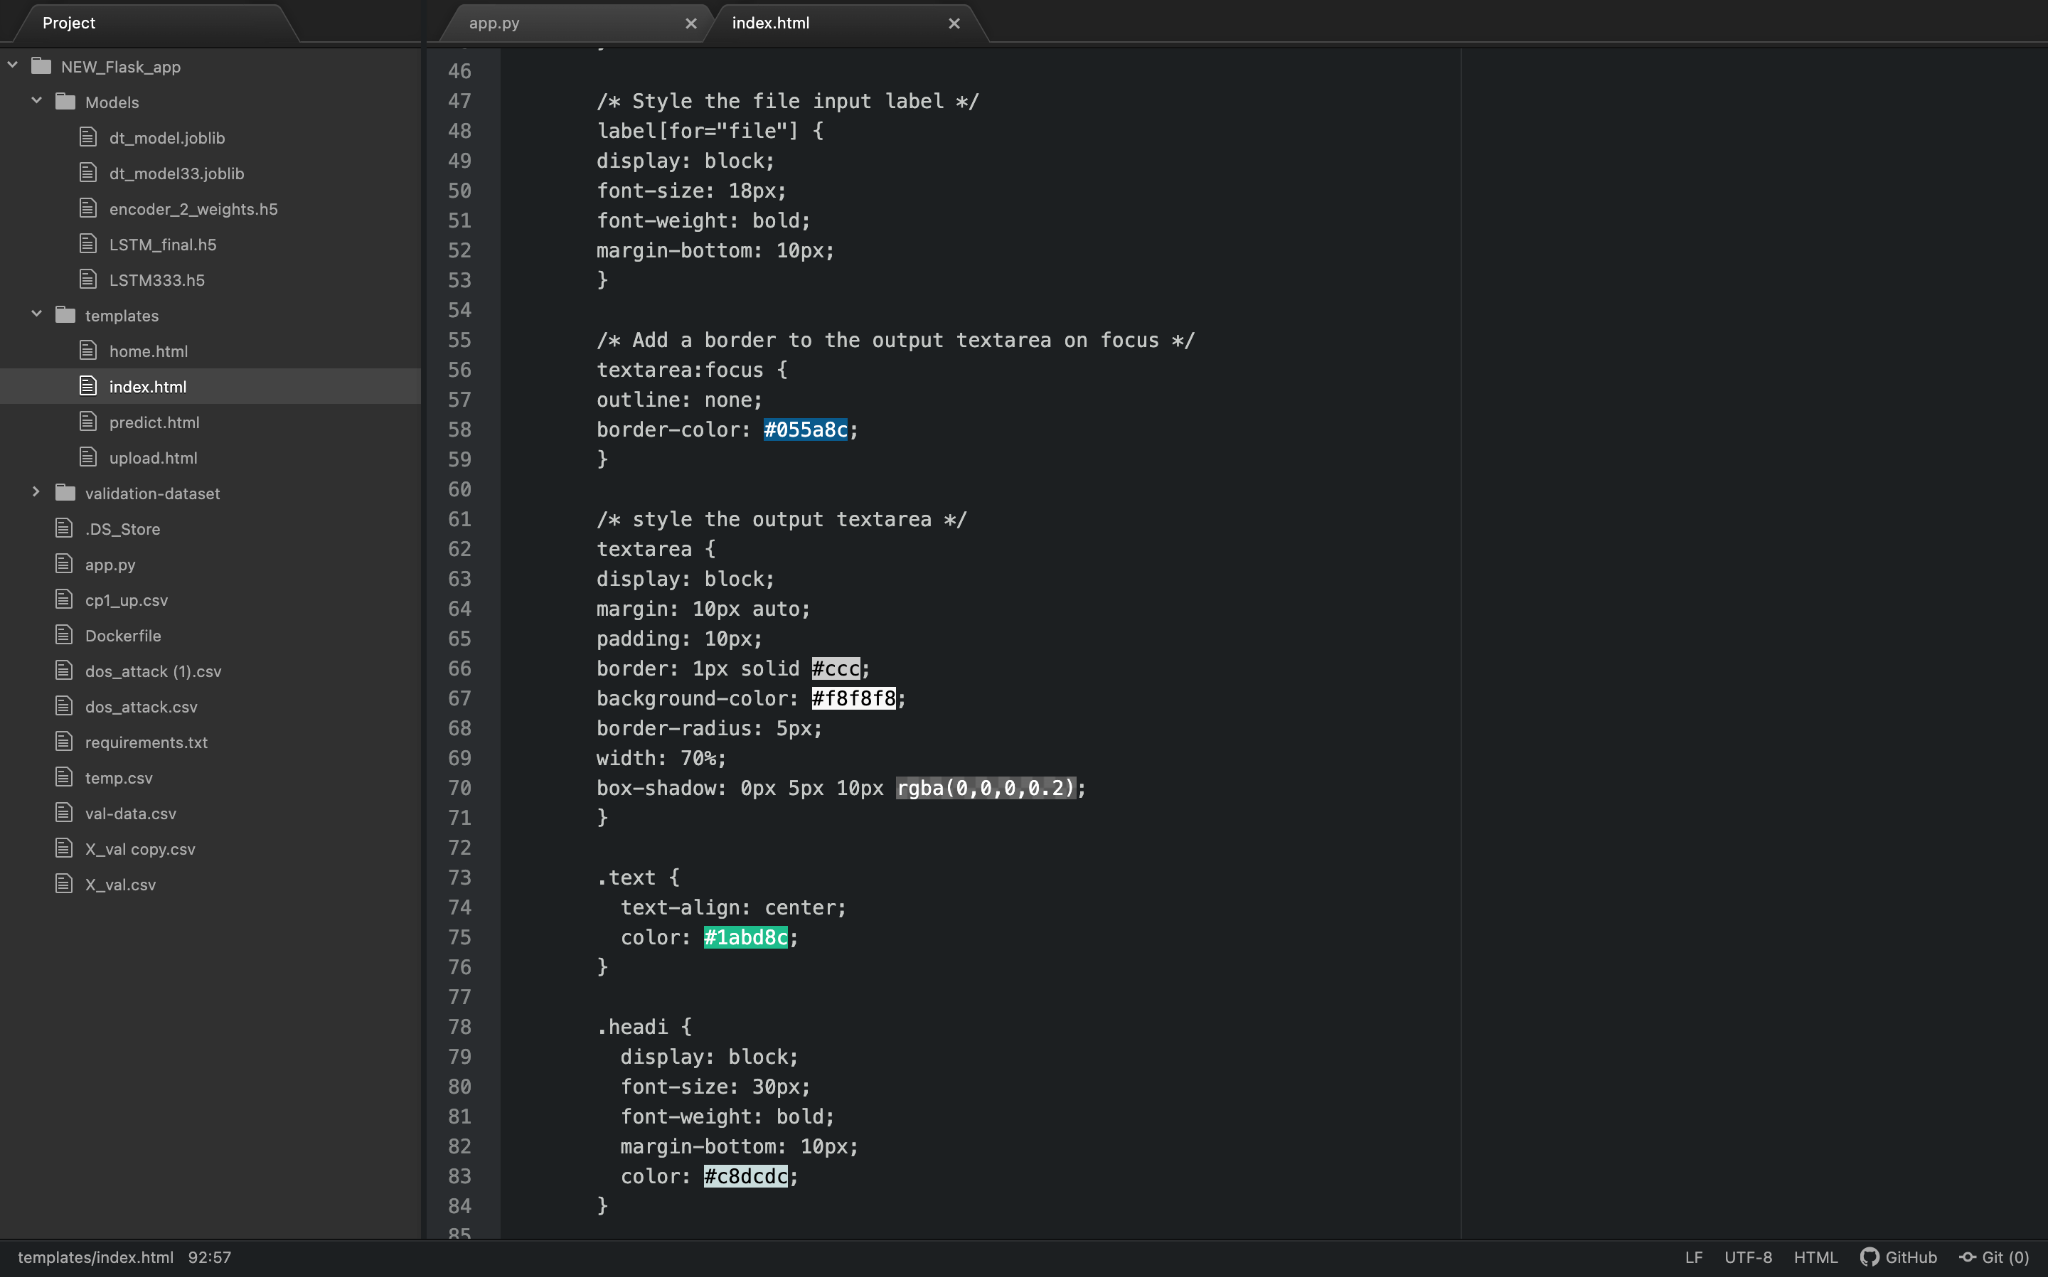 Project
NEW_Flask_app
Models
dt_model.joblib
dt_model33.joblib
encoder_2_weights.h5
LSTM_final.h5
LSTM333.h5
templates
home.html
index.html
predict.html
upload.html
validation-dataset
.DS_Store
app.py
cp1_up.csv
Dockerfile
dos_attack (1).csv
dos_attack.csv
requirements.txt
temp.csv
val-data.csv
X_val copy.csv
X_val.csv
app.py
index.html
46
47 /* Style the file input label */
48 label[for="file"] {
49 display: block;
50 font-size: 18px;
51 font-weight: bold;
52 margin-bottom: 10px;
53 }
54
55 /* Add a border to the output textarea on focus */
56 textarea:focus {
57 outline: none;
58 border-color: #055a8c;
59 }
60
61 /* style the output textarea */
62 textarea {
63 display: block;
64 margin: 10px auto;
65 padding: 10px;
66 border: 1px solid #ccc;
67 background-color: #f8f8f8;
68 border-radius: 5px;
69 width: 70%;
70 box-shadow: 0px 5px 10px rgba(0,0,0,0.2);
71 }
72
73 .text {
74 text-align: center;
75 color: #1abd8c;
76 }
77
78 .headi {
79 display: block;
80 font-size: 30px;
81 font-weight: bold;
82 margin-bottom: 10px;
83 color: #c8dcdc;
84 }
85
templates/index.html 92:57
LF UTF-8 HTML GitHub Git (0)